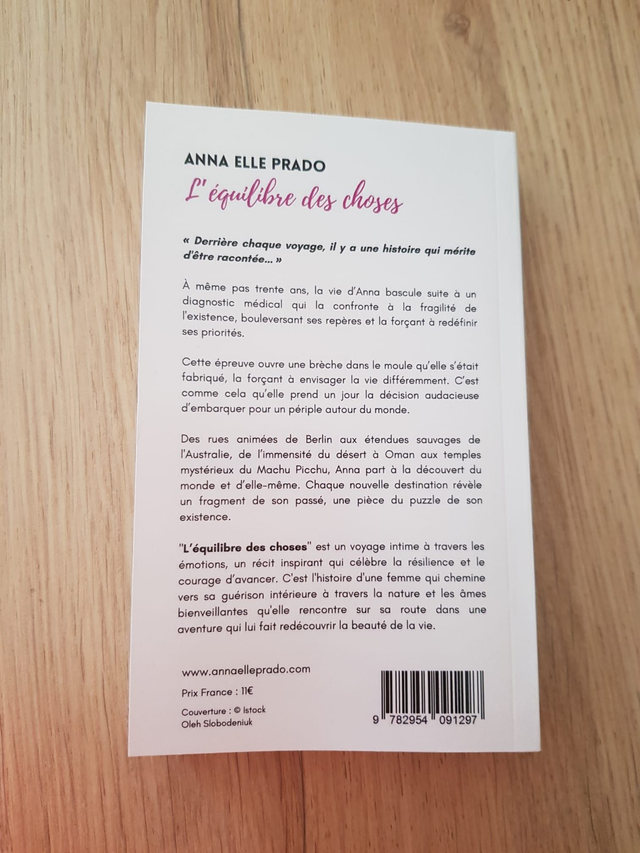 ANNA ELLE PRADO
L'équilibre des choses
« Derrière chaque voyage, il y a une histoire qui mérite
d'être racontée... »
À même pas trente ans, la vie d'Anna bascule suite à un
diagnostic médical qui la confronte à la fragilité de
l'existence, bouleversant ses repères et la forçant à redéfinir
ses priorités.
Cette épreuve ouvre une brèche dans le moule qu'elle s'était
fabriqué, la forçant à envisager la vie différemment. C'est
comme cela qu'elle prend un jour la décision audacieuse
d'embarquer pour un périple autour du monde.
Des rues animées de Berlin aux étendues sauvages de
l'Australie, de l'immensité du désert à Oman aux temples
mystérieux du Machu Picchu, Anna part à la découverte du
monde et d'elle-même. Chaque nouvelle destination révèle
un fragment de son passé, une pièce du puzzle de son
existence.
"L'équilibre des choses" est un voyage intime à travers les
émotions, un récit inspirant qui célèbre la résilience et le
courage d'avancer. C'est l'histoire d'une femme qui chemine
vers sa guérison intérieure à travers la nature et les âmes
bienveillantes qu'elle rencontre sur sa route dans une
aventure qui lui fait redécouvrir la beauté de la vie.
www.annaelleprado.com
Prix France : 11€
Couverture : © Istock
Oleh Slobodeniuk
9 782954 091297